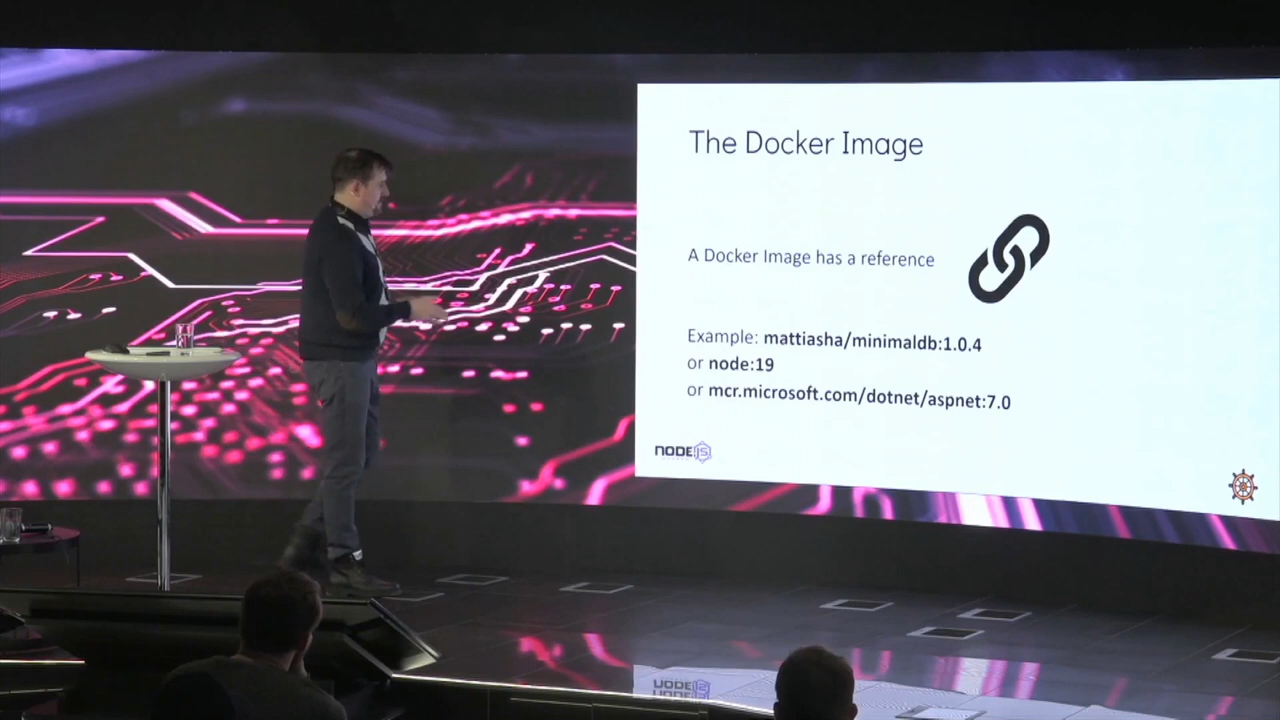 The Docker Image
A Docker Image has a reference
Example: mattiasha/minimaldb:1.0.4
or node:19
or mcr.microsoft.com/dotnet/aspnet:7.0
NODE JS